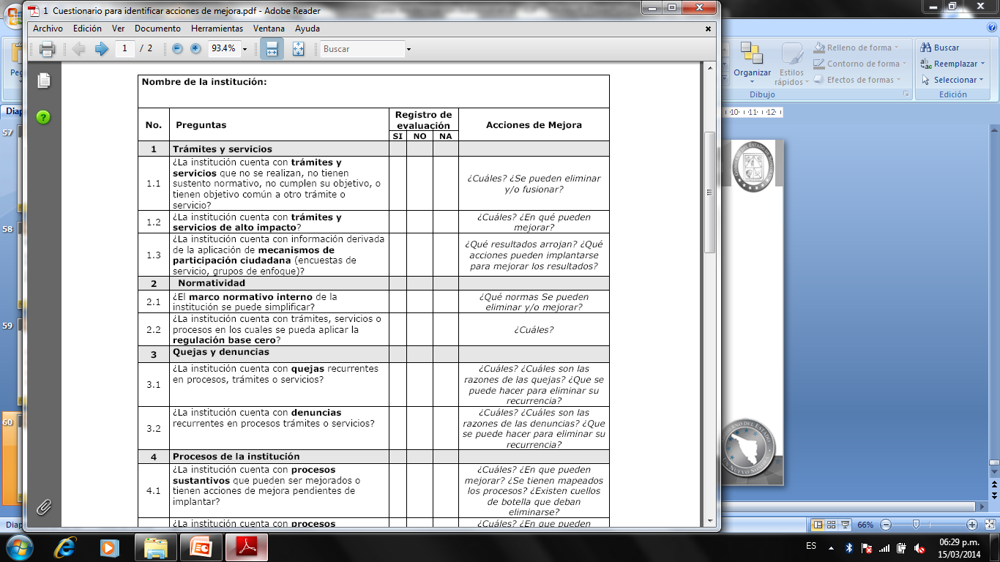 1 Cuestionario para identificar acciones de mejora.pdf - Adobe Reader
Archivo Edición Ver Documento Herramientas Ventana Ayuda
1 / 2 93.4% Buscar
Nombre de la institución:
No. Preguntas Registro de evaluación Acciones de Mejora
SI NO NA
1 Trámites y servicios
1.1
¿La institución cuenta con trámites y
servicios que no se realizan, no tienen
sustento normativo, no cumplen su objetivo, o
tienen objetivo común a otro trámite o
servicio?
¿Cuáles? ¿Se pueden eliminar
y/o fusionar?
1.2
¿La institución cuenta con trámites y
servicios de alto impacto?
¿Cuáles? ¿En qué pueden
mejorar?
1.3
¿La institución cuenta con información derivada
de la aplicación de mecanismos de
participación ciudadana (encuestas de
servicio, grupos de enfoque)?
¿Qué resultados arrojan? ¿Qué
acciones pueden implantarse
para mejorar los resultados?
2 Normatividad
2.1
¿El marco normativo interno de la
institución se puede simplificar?
¿Qué normas Se pueden
eliminar y/o mejorar?
2.2
¿La institución cuenta con trámites, servicios o
procesos en los cuales se pueda aplicar la
regulación base cero?
¿Cuáles?
3 Quejas y denuncias
3.1
¿La institución cuenta con quejas recurrentes
en procesos, trámites o servicios?
¿Cuáles? ¿Cuáles son las
razones de las quejas? ¿Que se
puede hacer para eliminar su
recurrencia?
3.2
¿La institución cuenta con denuncias
recurrentes en procesos trámites o servicios?
¿Cuáles? ¿Cuáles son las
razones de las denuncias? ¿Que
se puede hacer para eliminar su
recurrencia?
4 Procesos de la institución
4.1
¿La institución cuenta con procesos
sustantivos que pueden ser mejorados o
tienen acciones de mejora pendientes de
implantar?
¿Cuáles? ¿En que pueden
mejorar? ¿Se tienen mapeados
los procesos? ¿Existen cuellos
de botella que deban
eliminarse?
¿La institución cuenta con procesos
¿Cuáles? ¿En que pueden
Organizar
Estilos
rápidos
Relleno de forma
Contorno de forma
Efectos de formas
Dibujo
Buscar
Reemplazar
Seleccionar
Edición
10 11 12
57
58
59
60
66%
ES
06:29 p.m.
15/03/2014